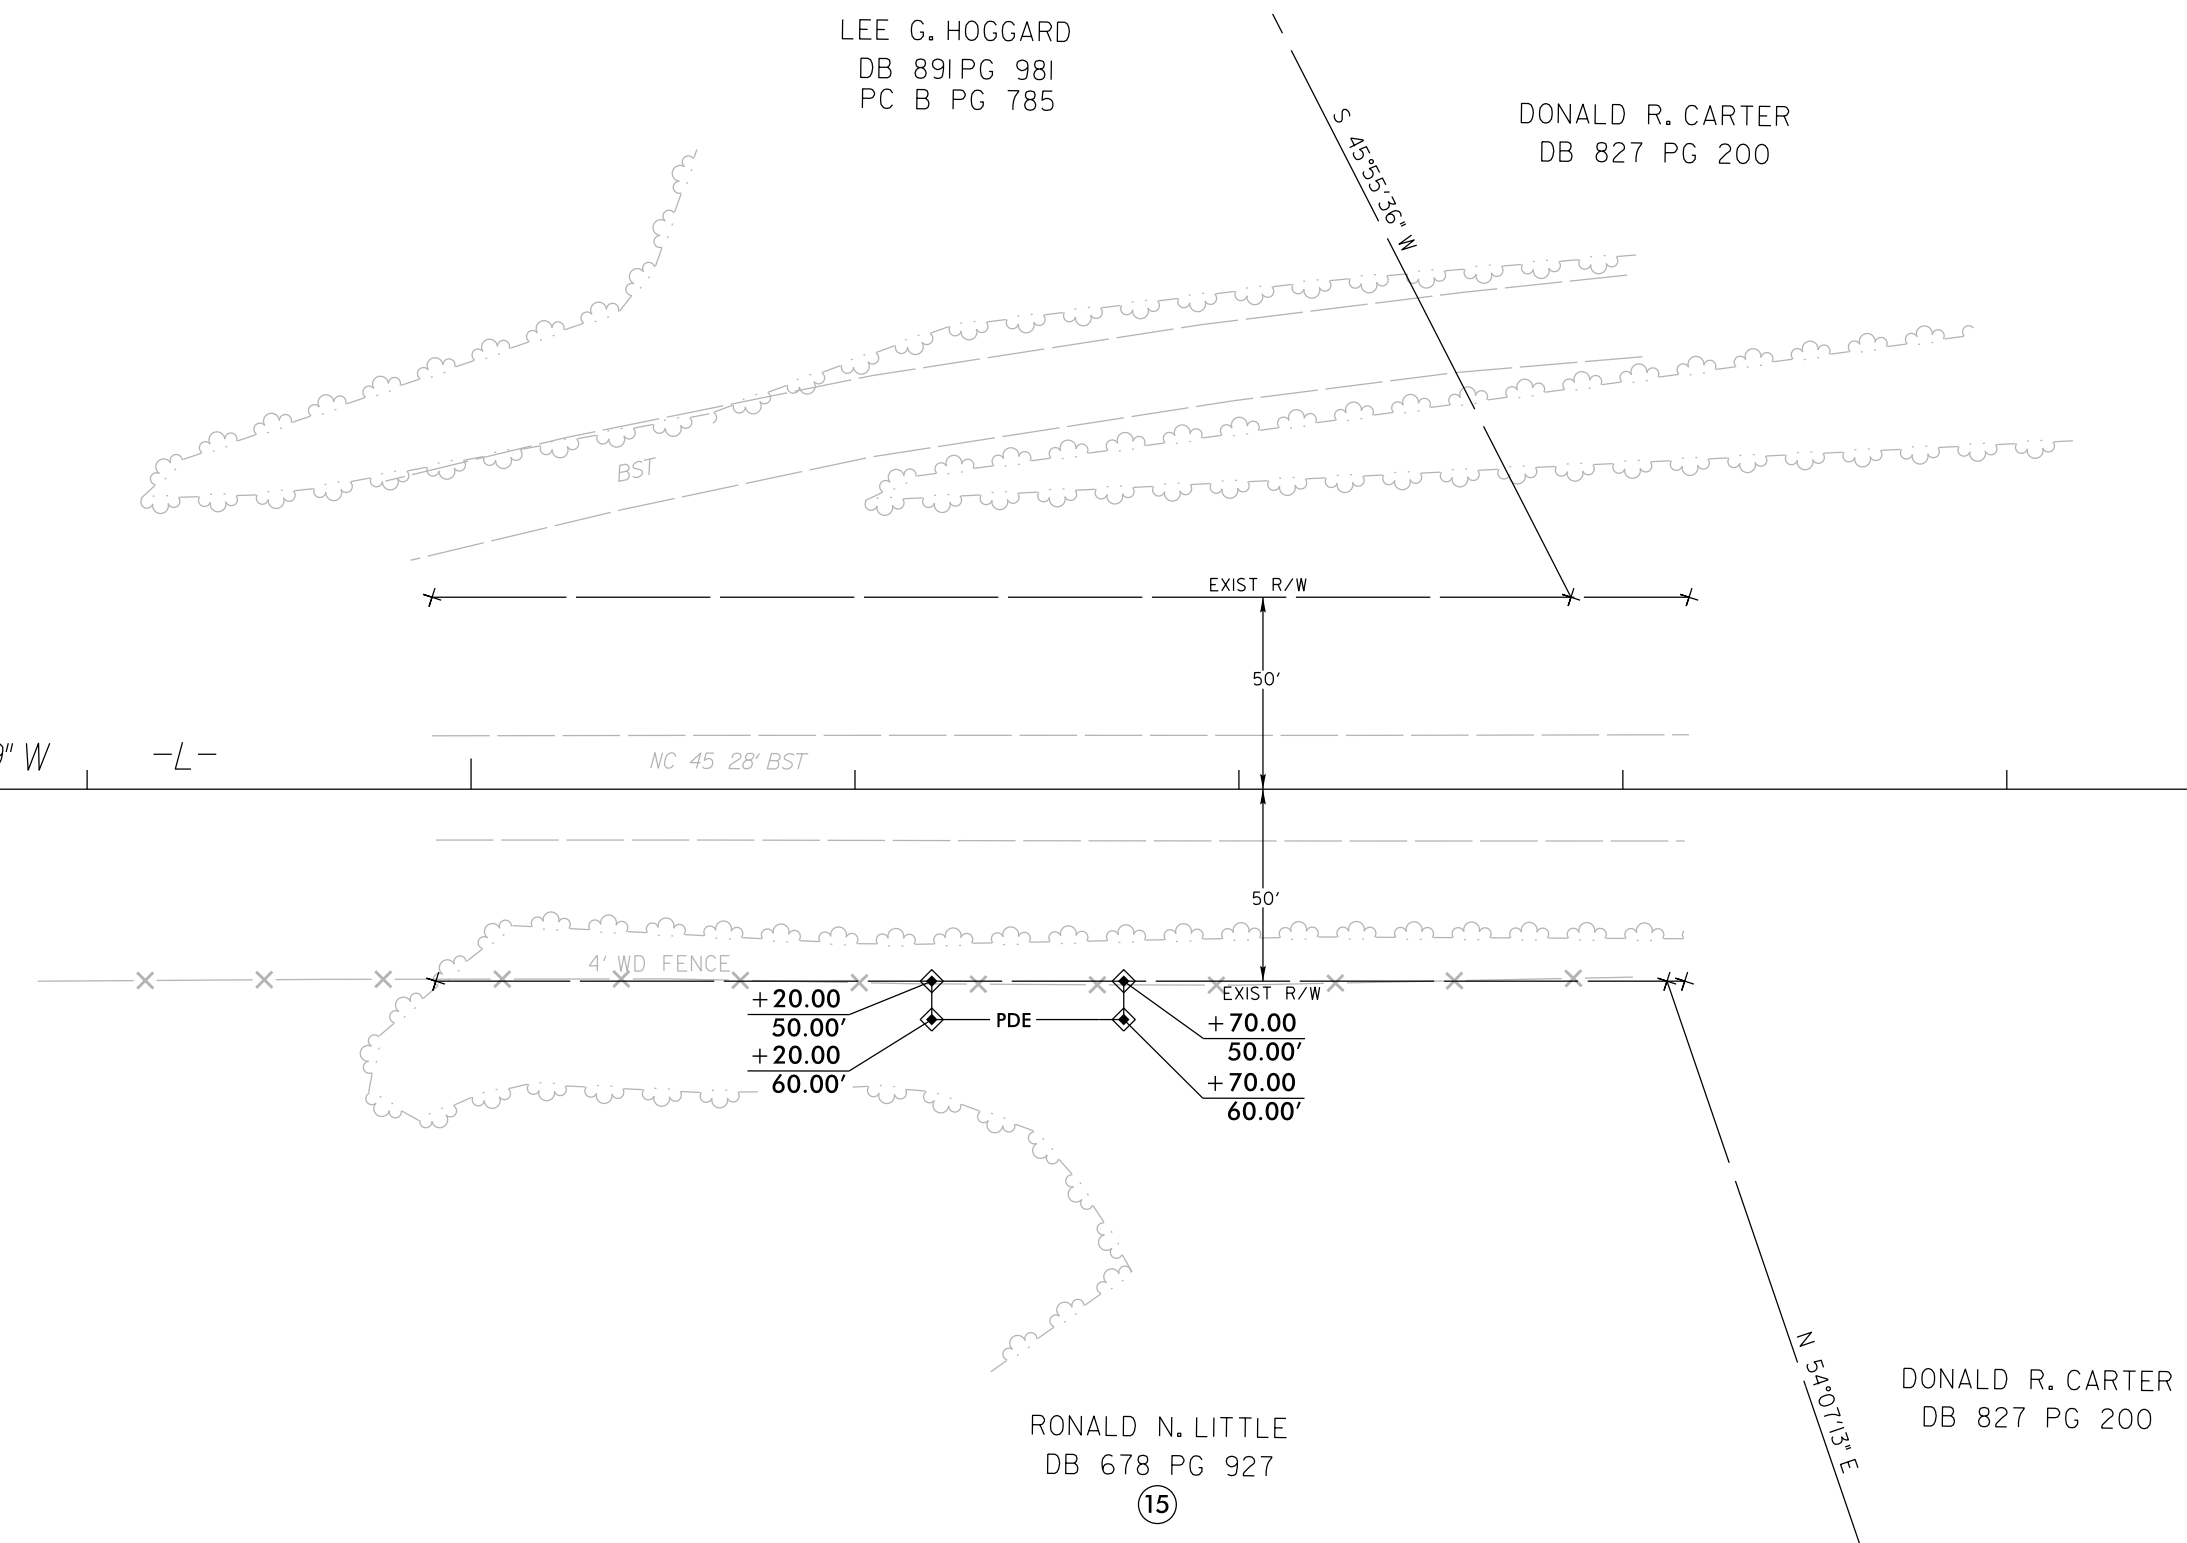 LEE G. HOGGARD
DB 891 PG 981
PC B PG 785
DONALD R. CARTER
DB 827 PG 200
S 45°55'36" W
BST
EXIST R/W
50'
9" W
-L-
NC 45 28' BST
50'
4' WD FENCE
EXIST R/W
+20.00
50.00'
+20.00
60.00'
PDE
+70.00
50.00'
+70.00
60.00'
N 54°07'13" E
DONALD R. CARTER
DB 827 PG 200
RONALD N. LITTLE
DB 678 PG 927
15